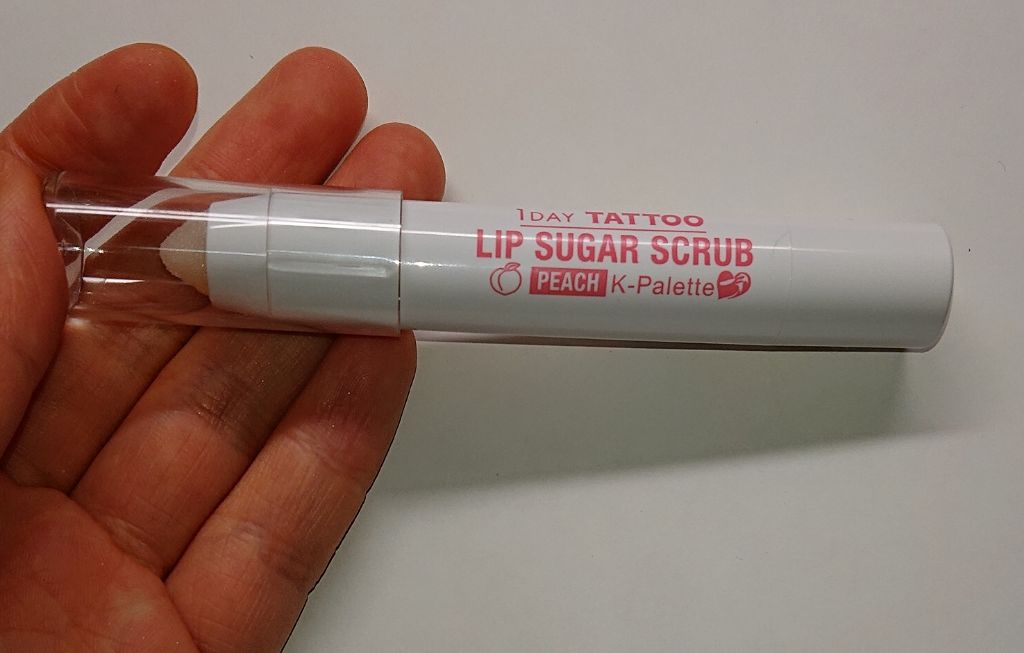 1DAY TATTOO
LIP SUGAR SCRUB
PEACH K-Palette